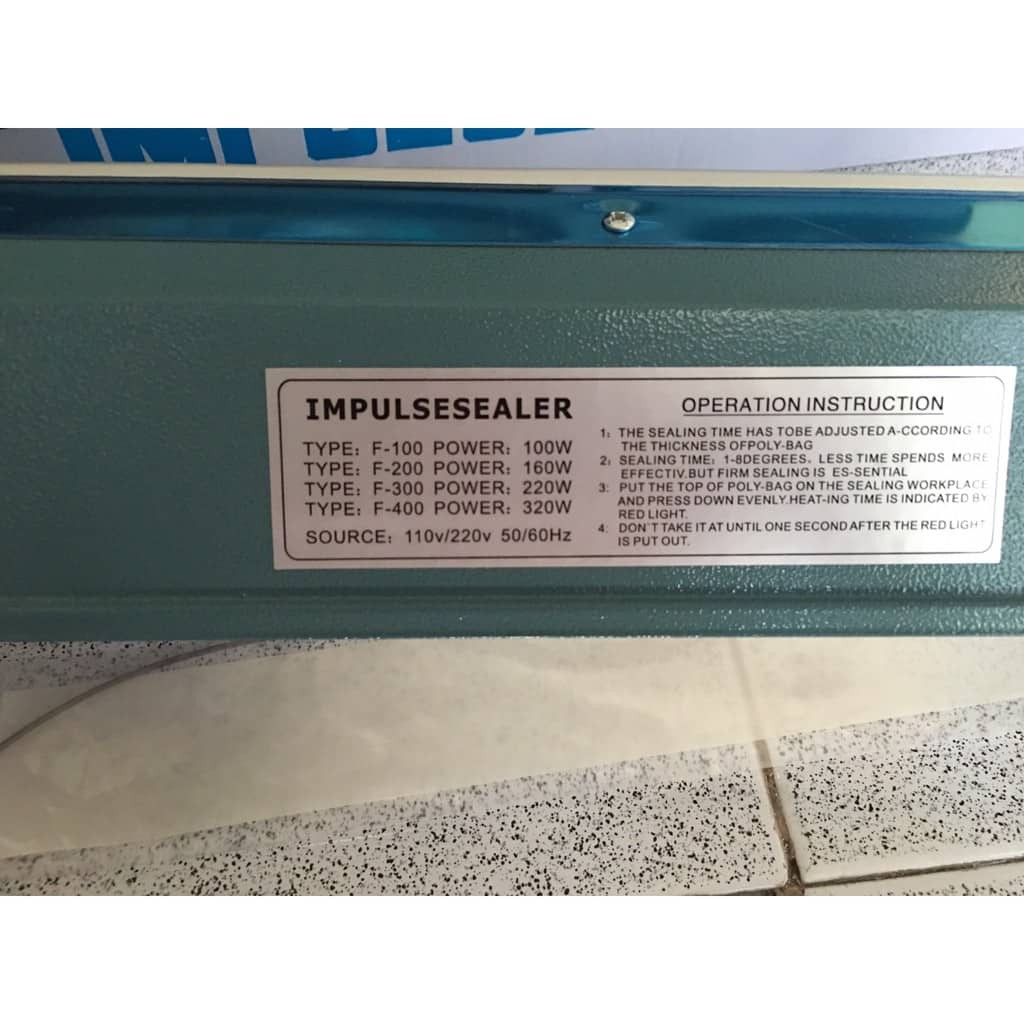 IMPULSESEALER
TYPE: F-100 POWER: 100W
TYPE: F-200 POWER: 160W
TYPE: F-300 POWER: 220W
TYPE: F-400 POWER: 320W
SOURCE: 110v/220v 50/60Hz
OPERATION INSTRUCTION
1: THE SEALING TIME HAS TOBE ADJUSTED A-CCORDING TO
THE THICKNESS OFPOLY-BAG
2: SEALING TIME: 1-8DEGREES. LESS TIME SPENDS MORE
EFFECTIV.BUT FIRM SEALING IS ES-SENTIAL
3: PUT THE TOP OF POLY-BAG ON THE SEALING WORKPLACE
AND PRESS DOWN EVENLY.HEAT-ING TIME IS INDICATED BY
RED LIGHT.
4: DON'T TAKE IT AT UNTIL ONE SECOND AFTER THE RED LIGHT
IS PUT OUT.